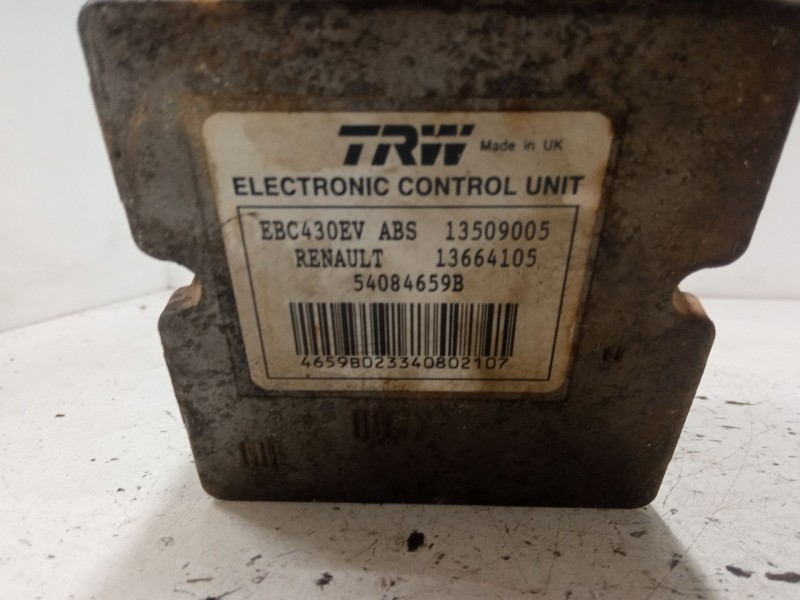 TRW Made in UK
ELECTRONIC CONTROL UNIT
EBC430EV ABS 13509005
RENAULT 13664105
54084659B
4659B023340802107